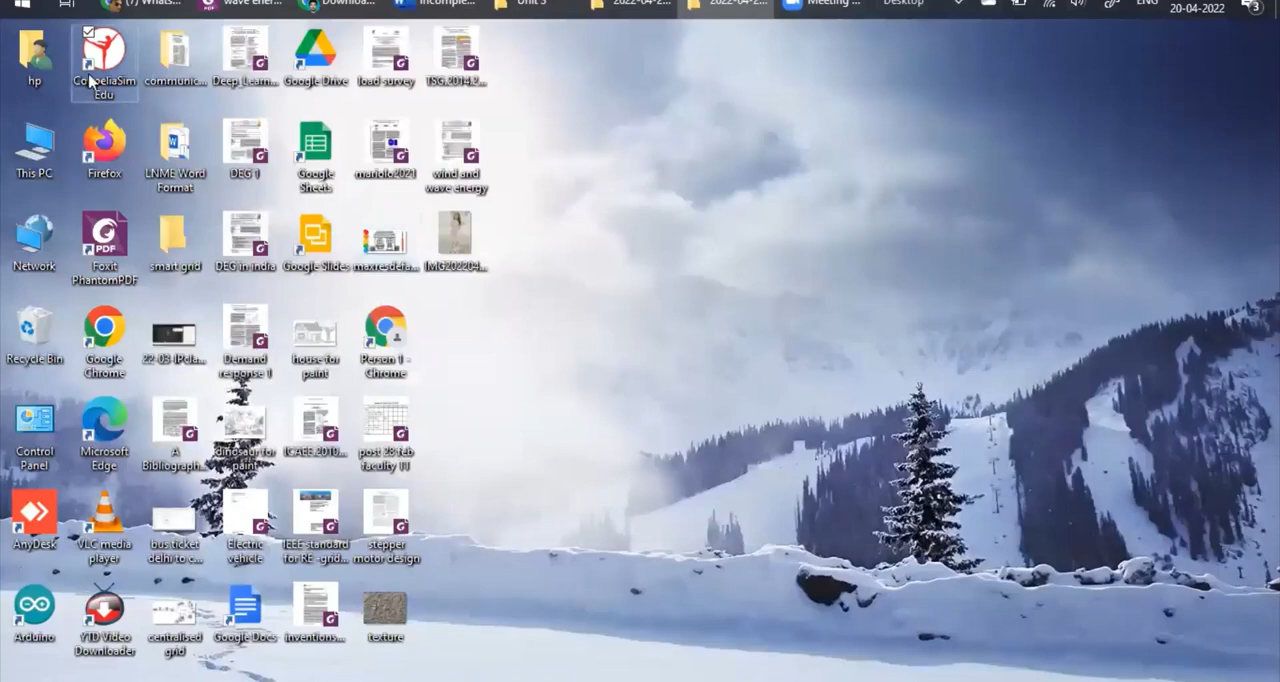 (7) Whats...
wave ener...
Downloa...
Incomple...
Unit 3
2022-04-2...
2022-04-2...
Meeting ...
Desktop
ENG
20-04-2022
3
hp
CoppeliaSim
Edu
communic...
Deep_Learn...
Google Drive
load survey
TSG.2014.2...
This PC
Firefox
LNME Word
Format
DEG 1
Google
Sheets
mariolo2021
wind and
wave energy
Network
PDF
Foxit
PhantomPDF
smart grid
DEG in india
Google Slides
maxresdefa...
IMG202204...
Recycle Bin
Google
Chrome
22-03-IPcla...
Demand
response 1
house for
paint
Person 1 -
Chrome
Control
Panel
Microsoft
Edge
A
Bibliograph...
dinosaur for
paint
ICAEE.2010...
post 28 feb
faculty 11
AnyDesk
VLC media
player
bus ticket
delhi to c...
Electric
vehicle
IEEE standard
for RE -grid...
stepper
motor design
Arduino
YTD Video
Downloader
centralised
grid
Google Docs
inventions...
texture